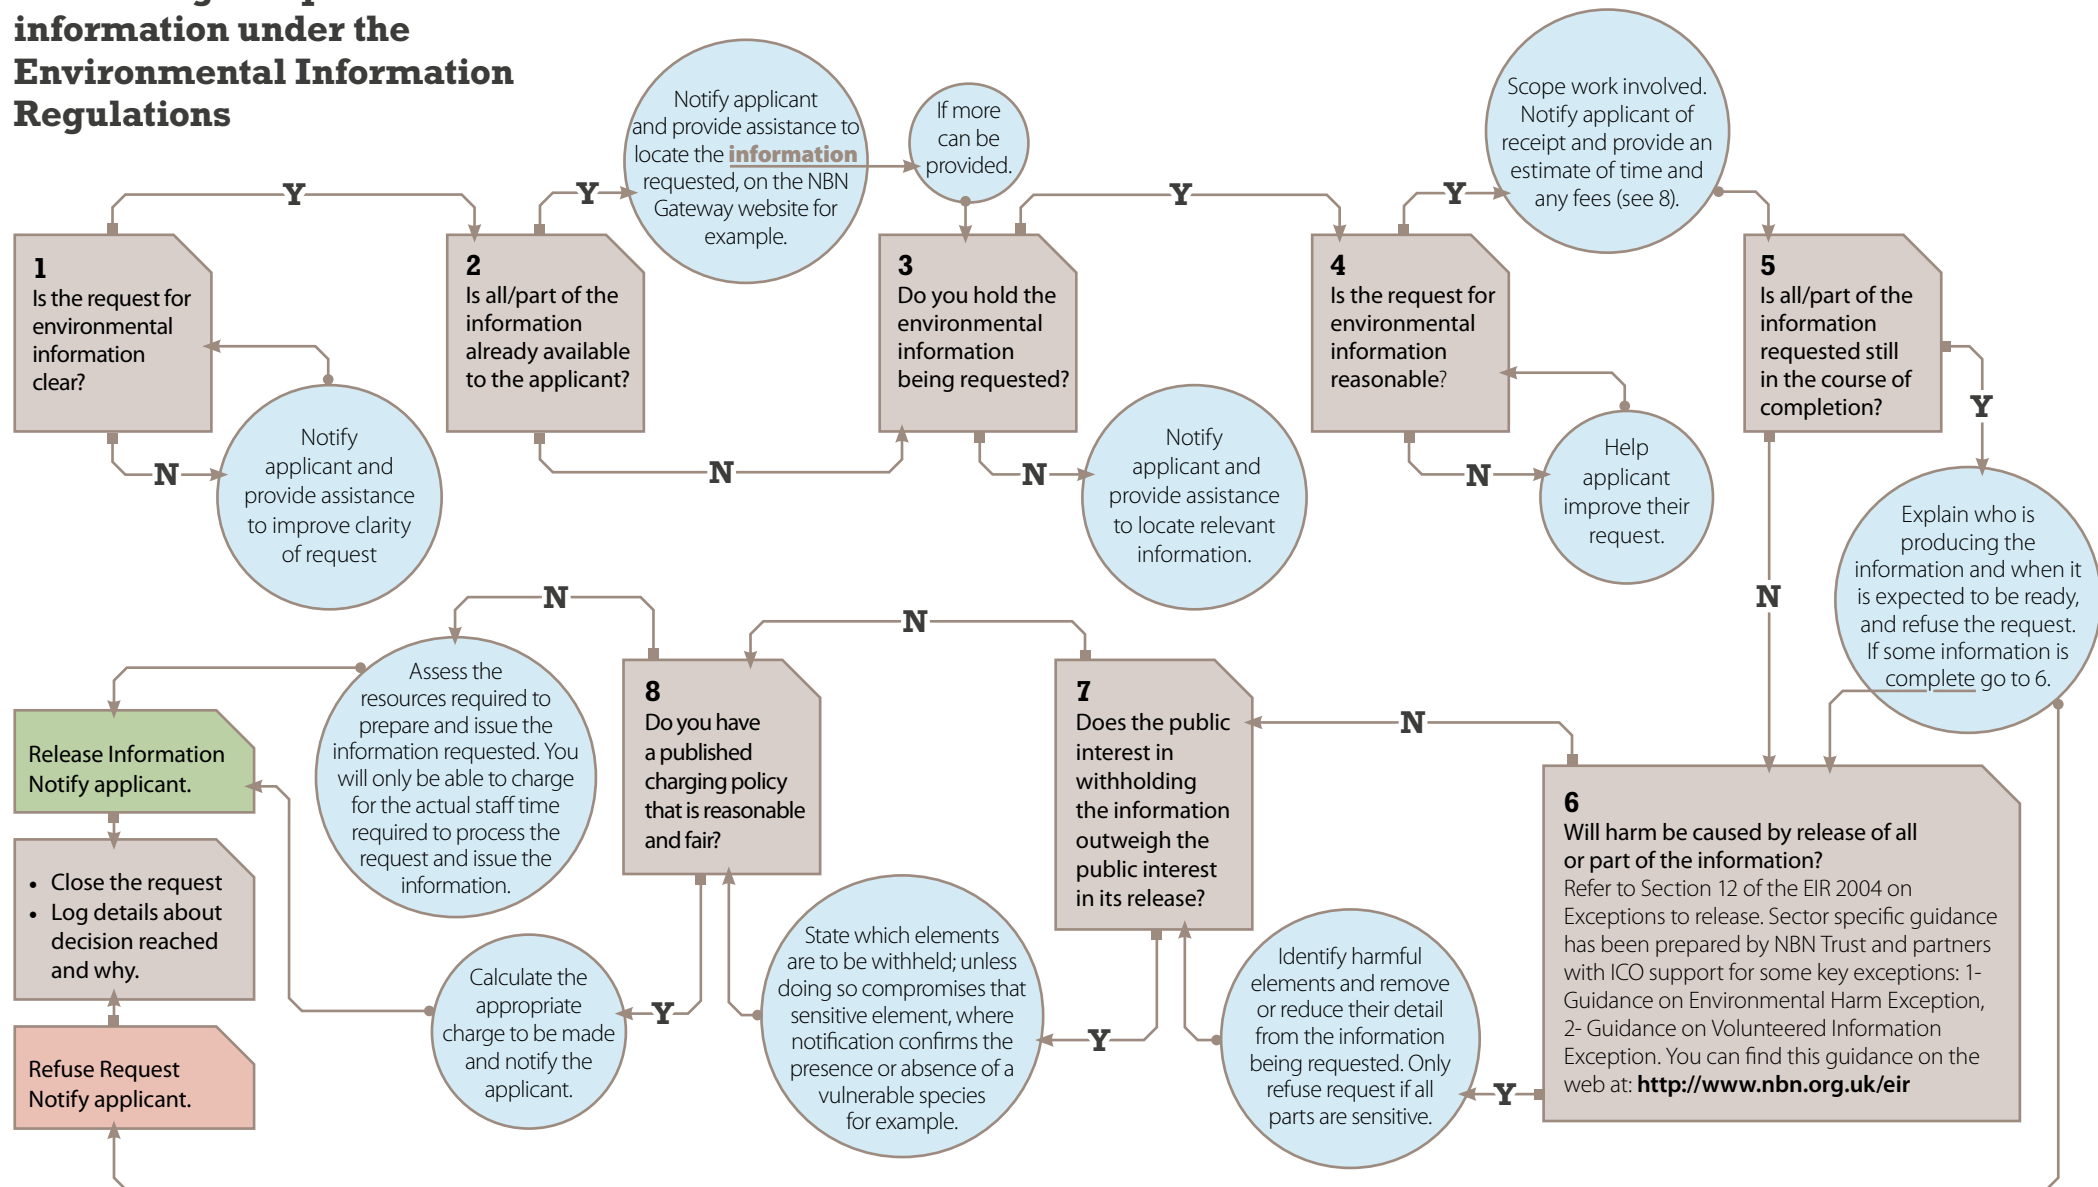 information under the
Environmental Information
Regulations
1
Is the request for
environmental
information
clear?
Y
N
Notify
applicant and
provide assistance
to improve clarity
of request
2
Is all/part of the
information
already available
to the applicant?
Y
N
Notify applicant
and provide assistance to
locate the information
requested, on the NBN
Gateway website for
example.
If more
can be
provided.
3
Do you hold the
environmental
information
being requested?
Y
N
Notify
applicant and
provide assistance
to locate relevant
information.
4
Is the request for
environmental
information
reasonable?
Y
N
Help
applicant
improve their
request.
Scope work involved.
Notify applicant of
receipt and provide an
estimate of time and
any fees (see 8).
5
Is all/part of the
information
requested still
in the course of
completion?
Y
N
Explain who is
producing the
information and when it
is expected to be ready,
and refuse the request.
If some information is
complete go to 6.
6
Will harm be caused by release of all
or part of the information?
Refer to Section 12 of the EIR 2004 on
Exceptions to release. Sector specific guidance
has been prepared by NBN Trust and partners
with ICO support for some key exceptions: 1-
Guidance on Environmental Harm Exception,
2- Guidance on Volunteered Information
Exception. You can find this guidance on the
web at: http://www.nbn.org.uk/eir
N
Y
Identify harmful
elements and remove
or reduce their detail
from the information
being requested. Only
refuse request if all
parts are sensitive.
7
Does the public
interest in
withholding
the information
outweigh the
public interest
in its release?
N
Y
State which elements
are to be withheld; unless
doing so compromises that
sensitive element, where
notification confirms the
presence or absence of a
vulnerable species
for example.
8
Do you have
a published
charging policy
that is reasonable
and fair?
N
Y
Assess the
resources required to
prepare and issue the
information requested. You
will only be able to charge
for the actual staff time
required to process the
request and issue the
information.
Calculate the
appropriate
charge to be made
and notify the
applicant.
Release Information
Notify applicant.
• Close the request
• Log details about
decision reached
and why.
Refuse Request
Notify applicant.